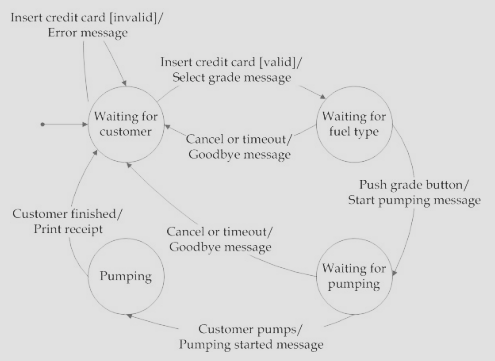 Insert credit card [invalid]/
Error message
Insert credit card [valid]/
Select grade message
Waiting for
customer
Waiting for
fuel type
Cancel or timeout/
Goodbye message
Push grade button/
Start pumping message
Customer finished/
Print receipt
Cancel or timeout/
Goodbye message
Pumping
Waiting for
pumping
Customer pumps/
Pumping started message